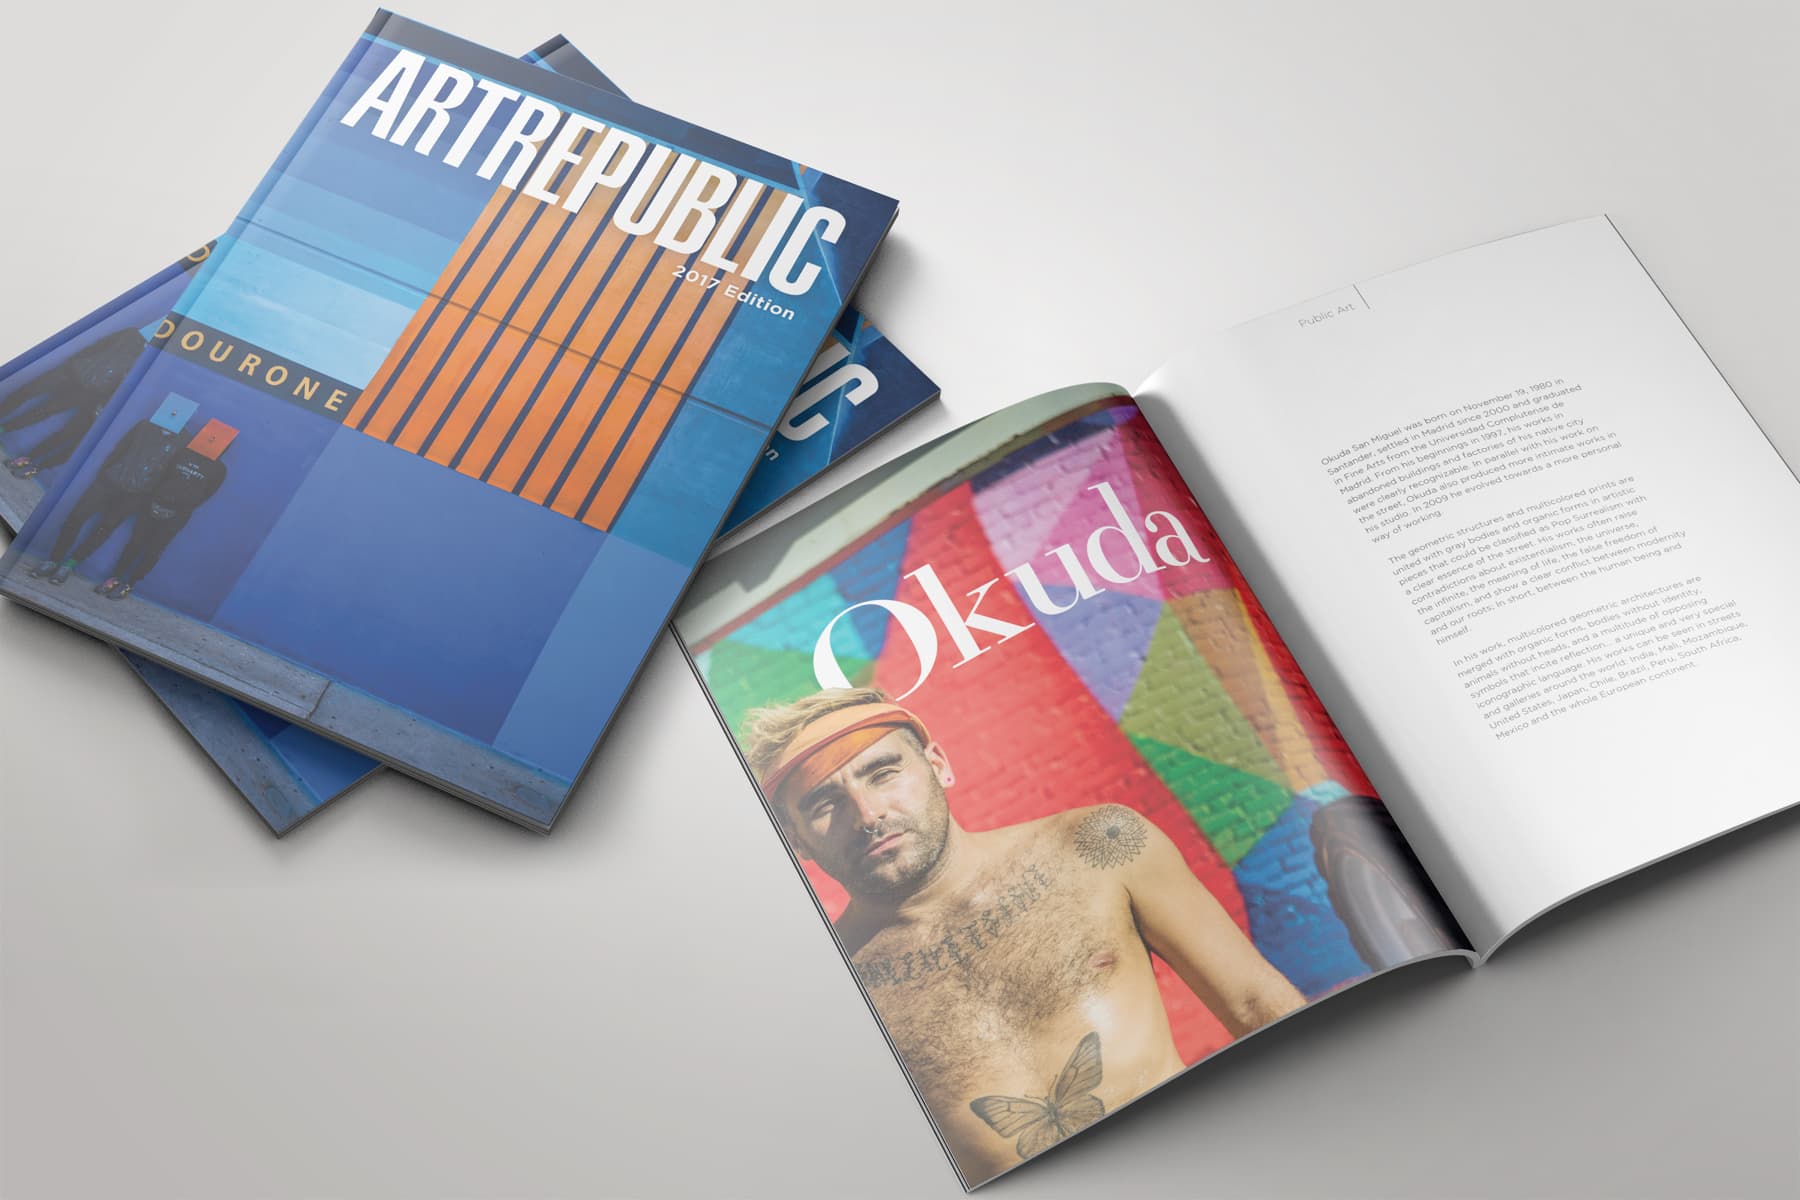 ARTREPUBLIC
2017 Edition
DOURONE
IC
Okuda
Public Art
Okuda San Miguel was born on November 19, 1980 in
Santander, settled in Madrid since 2000 and graduated
in Fine Arts from the Universidad Complutense de
Madrid. From his beginnings in 1997, his works in
abandoned buildings and factories of his native city
were clearly recognizable. In parallel with his work on
the street, Okuda also produced more intimate works in
his studio. In 2009 he evolved towards a more personal
way of working.
The geometric structures and multicolored prints are
united with gray bodies and organic forms in artistic
pieces that could be classified as Pop Surrealism with
a clear essence of the street. His works often raise
contradictions about existentialism, the universe,
the infinite, the meaning of life, the false freedom of
capitalism, and show a clear conflict between modernity
and our roots; In short, between the human being and
himself.
In his work, multicolored geometric architectures are
merged with organic forms, bodies without identity,
animals without heads, and a multitude of opposing
symbols that incite reflection... a unique and very special
iconographic language. His works can be seen in streets
and galleries around the world: India, Mali, Mozambique,
United States, Japan, Chile, Brazil, Peru, South Africa,
Mexico and the whole European continent.